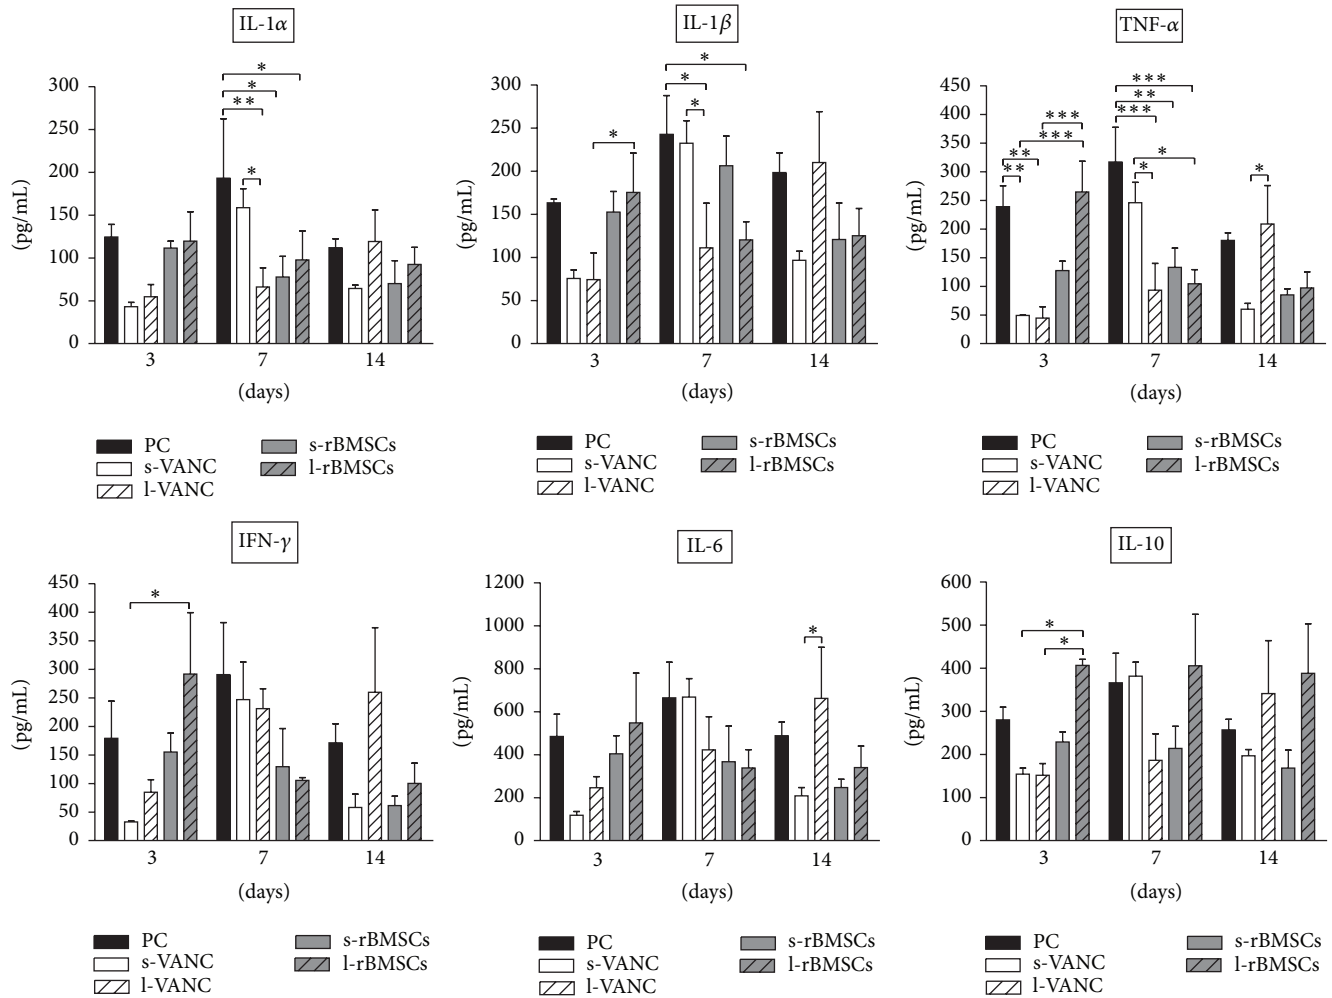 IL-1α
(pg/mL)
300
250
200
150
100
50
0
*
*
**
*
3 7 14
(days)
PC
s-VANC
l-VANC
s-rBMSCs
l-rBMSCs
IL-1β
(pg/mL)
300
250
200
150
100
50
0
*
*
*
*
3 7 14
(days)
PC
s-VANC
l-VANC
s-rBMSCs
l-rBMSCs
TNF-α
(pg/mL)
450
400
350
300
250
200
150
100
50
0
***
**
***
***
***
**
**
*
*
*
3 7 14
(days)
PC
s-VANC
l-VANC
s-rBMSCs
l-rBMSCs
IFN-γ
(pg/mL)
450
400
350
300
250
200
150
100
50
0
*
3 7 14
(days)
PC
s-VANC
l-VANC
s-rBMSCs
l-rBMSCs
IL-6
(pg/mL)
1200
1000
800
600
400
200
0
*
3 7 14
(days)
PC
s-VANC
l-VANC
s-rBMSCs
l-rBMSCs
IL-10
(pg/mL)
600
500
400
300
200
100
0
*
*
3 7 14
(days)
PC
s-VANC
l-VANC
s-rBMSCs
l-rBMSCs